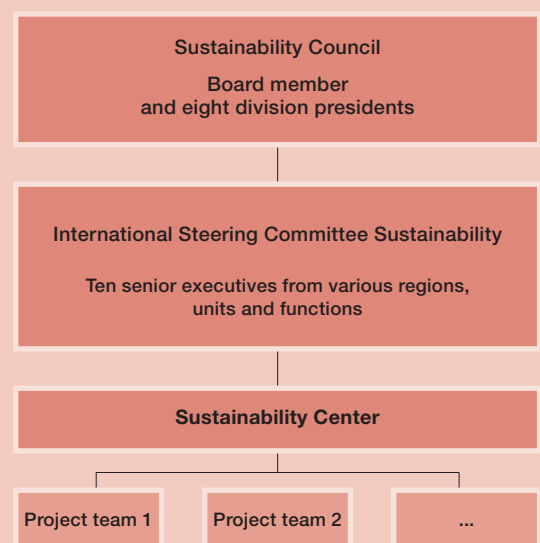 Sustainability Council
Board member
and eight division presidents
International Steering Committee Sustainability
Ten senior executives from various regions,
units and functions
Sustainability Center
Project team 1
Project team 2
...